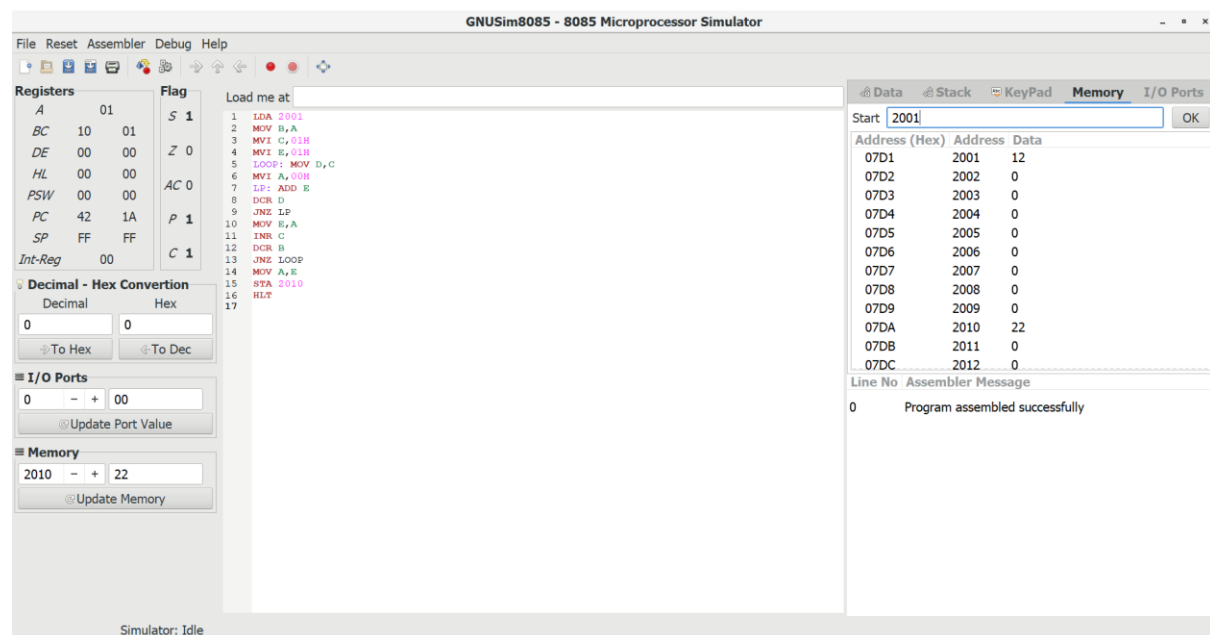 GNUSim8085 - 8085 Microprocessor Simulator
File Reset Assembler Debug Help
Registers
A 01
BC 10 01
DE 00 00
HL 00 00
PSW 00 00
PC 42 1A
SP FF FF
Int-Reg 00
Flag
S 1
Z 0
AC 0
P 1
C 1
Decimal - Hex Convertion
Decimal Hex
0 0
To Hex To Dec
I/O Ports
0 - + 00
Update Port Value
Memory
2010 - + 22
Update Memory
Load me at
1 LDA 2001
2 MOV B,A
3 MVI C,01H
4 MVI E,01H
5 LOOP: MOV D,C
6 MVI A,00H
7 LP: ADD E
8 DCR D
9 JNZ LP
10 MOV E,A
11 INR C
12 DCR B
13 JNZ LOOP
14 MOV A,E
15 STA 2010
16 HLT
17
Data Stack KeyPad Memory I/O Ports
Start 2001 OK
Address (Hex) Address Data
07D1 2001 12
07D2 2002 0
07D3 2003 0
07D4 2004 0
07D5 2005 0
07D6 2006 0
07D7 2007 0
07D8 2008 0
07D9 2009 0
07DA 2010 22
07DB 2011 0
07DC 2012 0
Line No Assembler Message
0 Program assembled successfully
Simulator: Idle